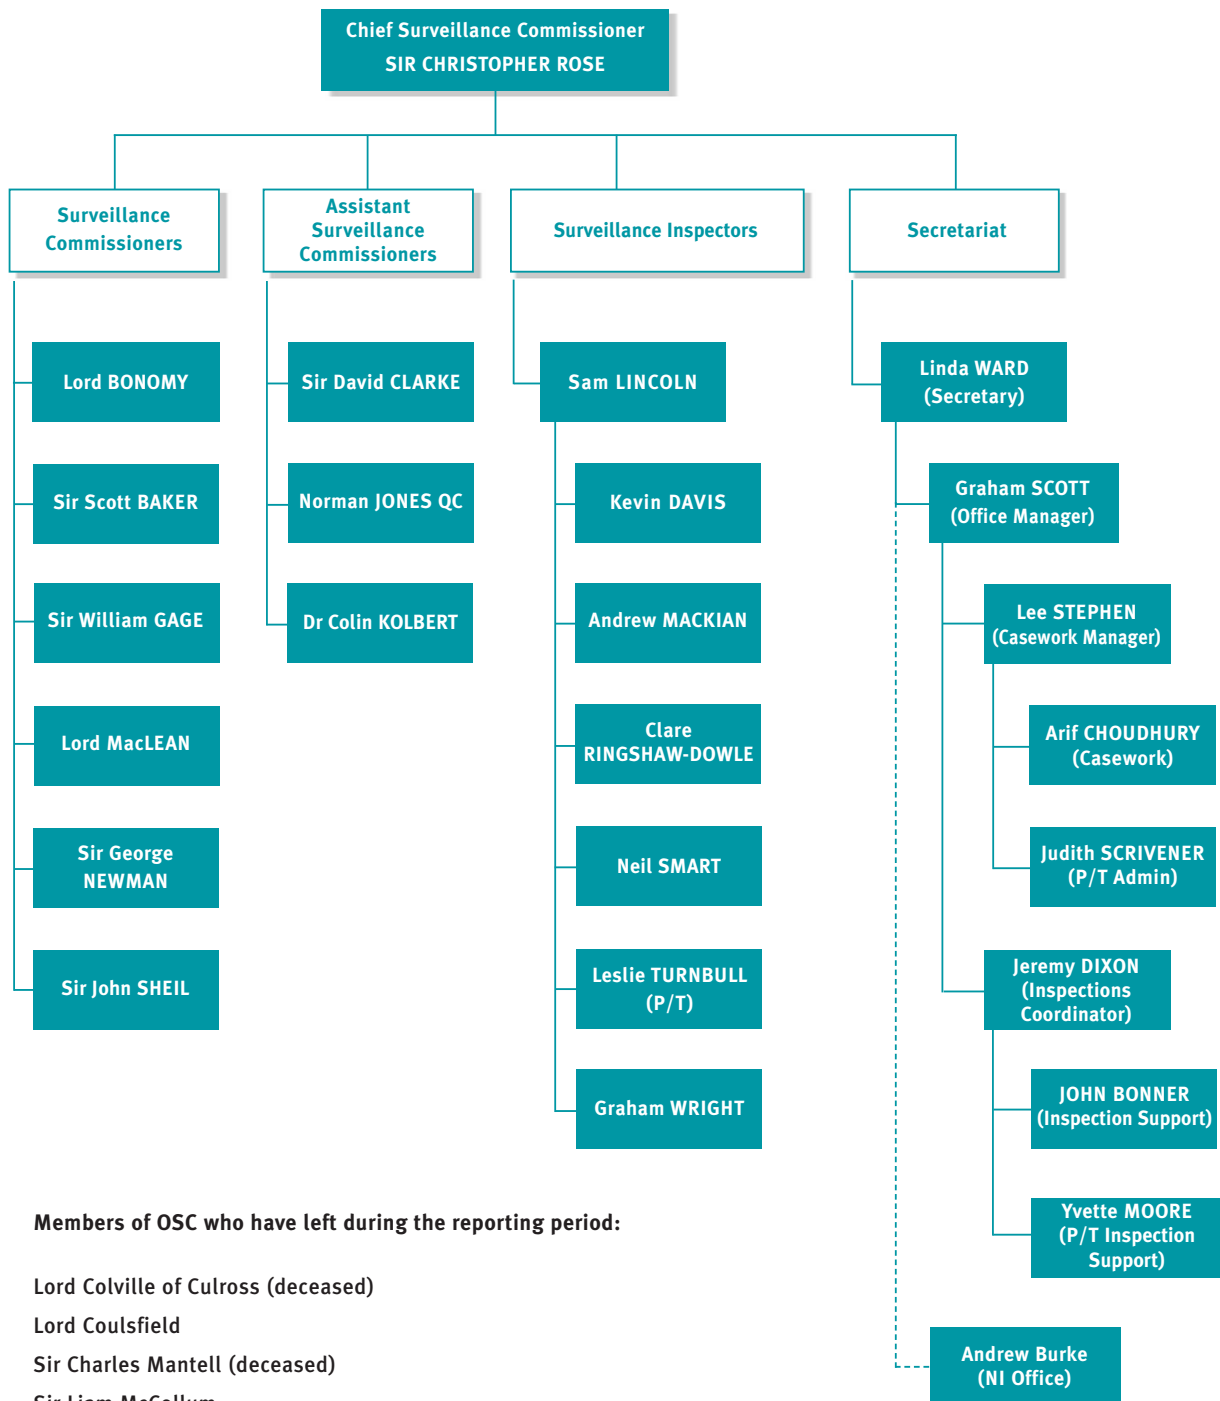 Chief Surveillance Commissioner
SIR CHRISTOPHER ROSE
Surveillance
Commissioners
Assistant
Surveillance
Commissioners
Surveillance Inspectors
Secretariat
Lord BONOMY
Sir Scott BAKER
Sir William GAGE
Lord MacLEAN
Sir George
NEWMAN
Sir John SHEIL
Sir David CLARKE
Norman JONES QC
Dr Colin KOLBERT
Sam LINCOLN
Kevin DAVIS
Andrew MACKIAN
Clare
RINGSHAW-DOWLE
Neil SMART
Leslie TURNBULL
(P/T)
Graham WRIGHT
Linda WARD
(Secretary)
Graham SCOTT
(Office Manager)
Lee STEPHEN
(Casework Manager)
Arif CHOUDHURY
(Casework)
Judith SCRIVENER
(P/T Admin)
Jeremy DIXON
(Inspections
Coordinator)
JOHN BONNER
(Inspection Support)
Yvette MOORE
(P/T Inspection
Support)
Andrew Burke
(NI Office)
Members of OSC who have left during the reporting period:
Lord Colville of Culross (deceased)
Lord Coulsfield
Sir Charles Mantell (deceased)
Sir Liam McCollum